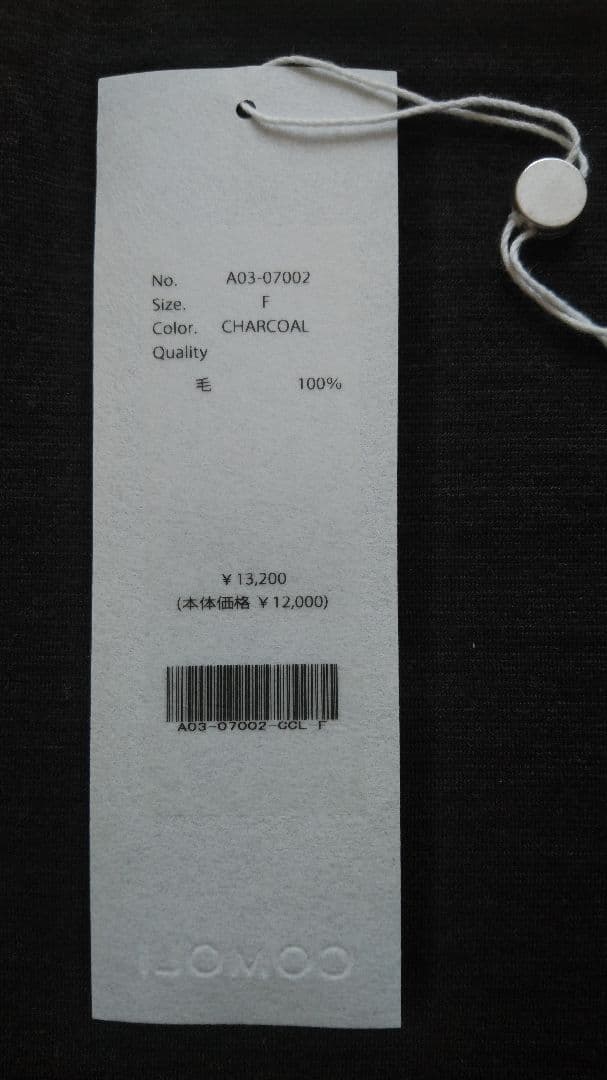 No. A03-07002
Size. F
Color. CHARCOAL
Quality
毛 100%
¥13,200
(本体価格 ¥12,000)
A03-07002-CCL F
COMOLI